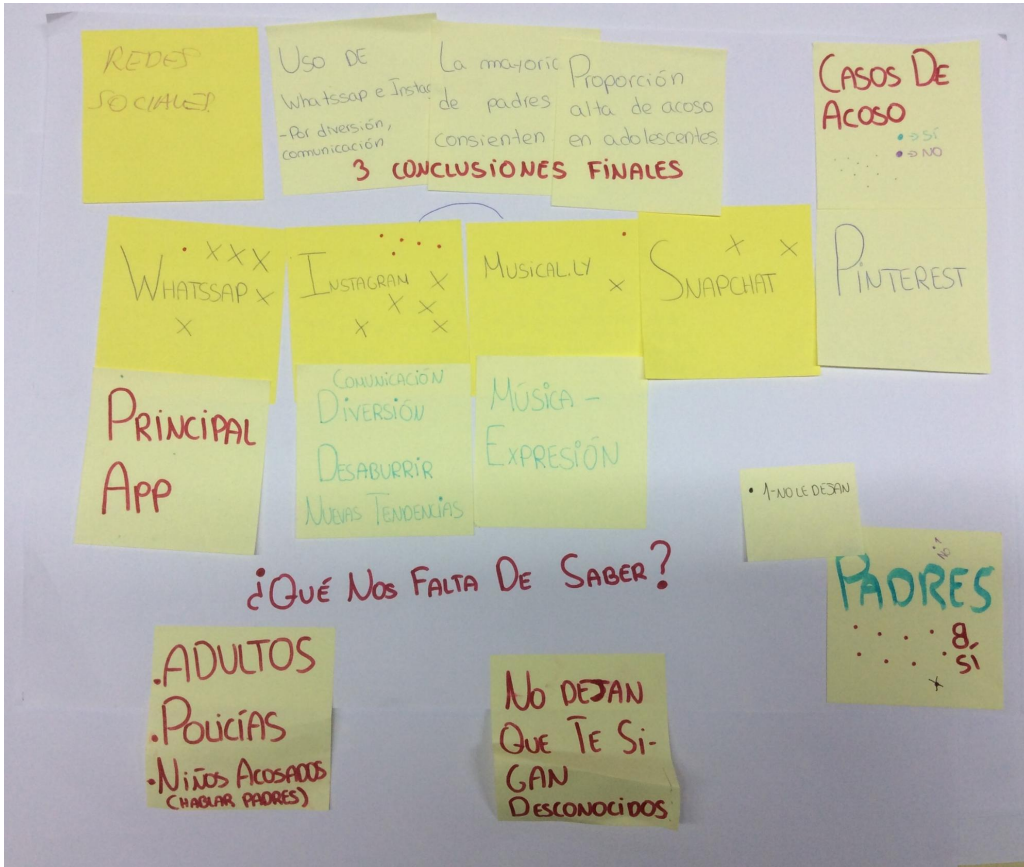 REDES
SOCIALES
USO DE
Whatssap e Instag
-Por diversión,
comunicación
La mayoric
de padres
consienten
Proporción
alta de acoso
en adolescentes
3 CONCLUSIONES FINALES
CASOS DE
ACOSO
• → SÍ
• → NO
WHATSSAP
INSTAGRAM
MUSICAL.LY
SNAPCHAT
PINTEREST
PRINCIPAL
APP
COMUNICACIÓN
DIVERSIÓN
DESABURRIR
NUEVAS TENDENCIAS
MÚSICA -
EXPRESIÓN
• 1-NO LE DEJAN
¿QUÉ NOS FALTA DE SABER?
PADRES
8
SÍ
.ADULTOS
.POLICÍAS
.NIÑOS ACOSADOS
(HABLAR PADRES)
NO DEJAN
QUE TE SI-
GAN
DESCONOCIDOS